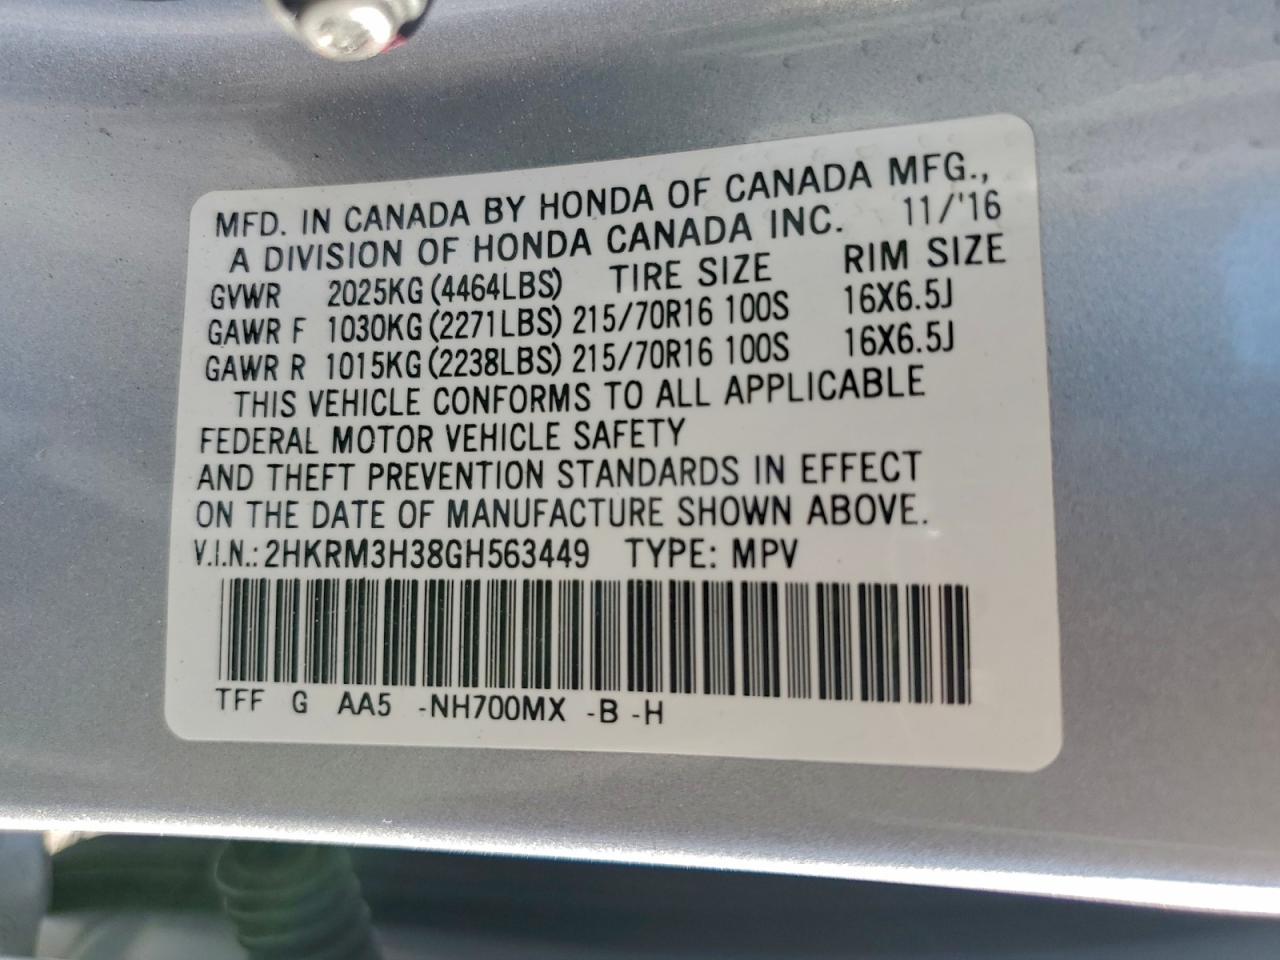 MFD. IN CANADA BY HONDA OF CANADA MFG.,
A DIVISION OF HONDA CANADA INC. 11/'16
GVWR 2025KG (4464LBS) TIRE SIZE RIM SIZE
GAWR F 1030KG (2271LBS) 215/70R16 100S 16X6.5J
GAWR R 1015KG (2238LBS) 215/70R16 100S 16X6.5J
THIS VEHICLE CONFORMS TO ALL APPLICABLE
FEDERAL MOTOR VEHICLE SAFETY
AND THEFT PREVENTION STANDARDS IN EFFECT
ON THE DATE OF MANUFACTURE SHOWN ABOVE.
V.I.N.: 2HKRM3H38GH563449 TYPE: MPV
TFF G AA5 -NH700MX -B -H